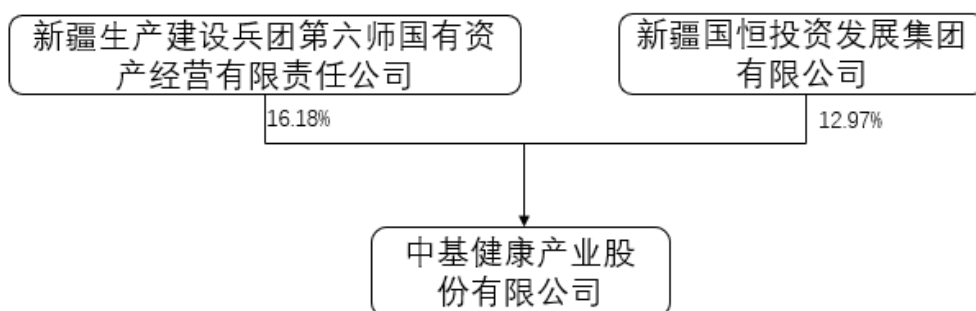 新疆生产建设兵团第六师国有资
产经营有限责任公司
新疆国恒投资发展集团
有限公司
16.18%
12.97%
中基健康产业股
份有限公司